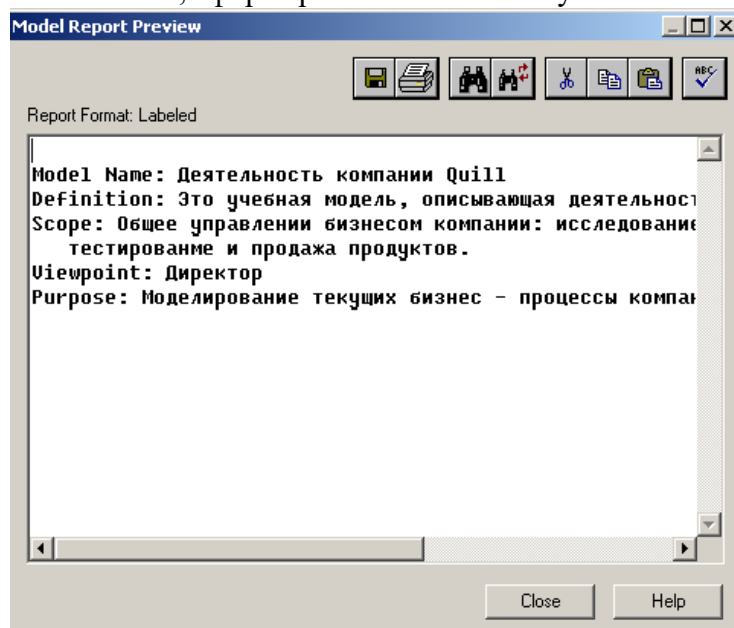 Model Report Preview
ABC
Report Format: Labeled
Model Name: Деятельность компании Quill
Definition: Это учебная модель, описывающая деятельност
Scope: Общее управлении бизнесом компании: исследование
тестированме и продажа продуктов.
Viewpoint: Директор
Purpose: Моделирование текущих бизнес - процессы компан
Close
Help